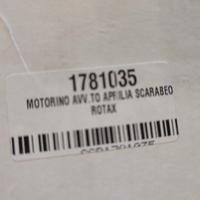 1781035
MOTORINO AVV.TO APRILIA SCARABEO
ROTAX